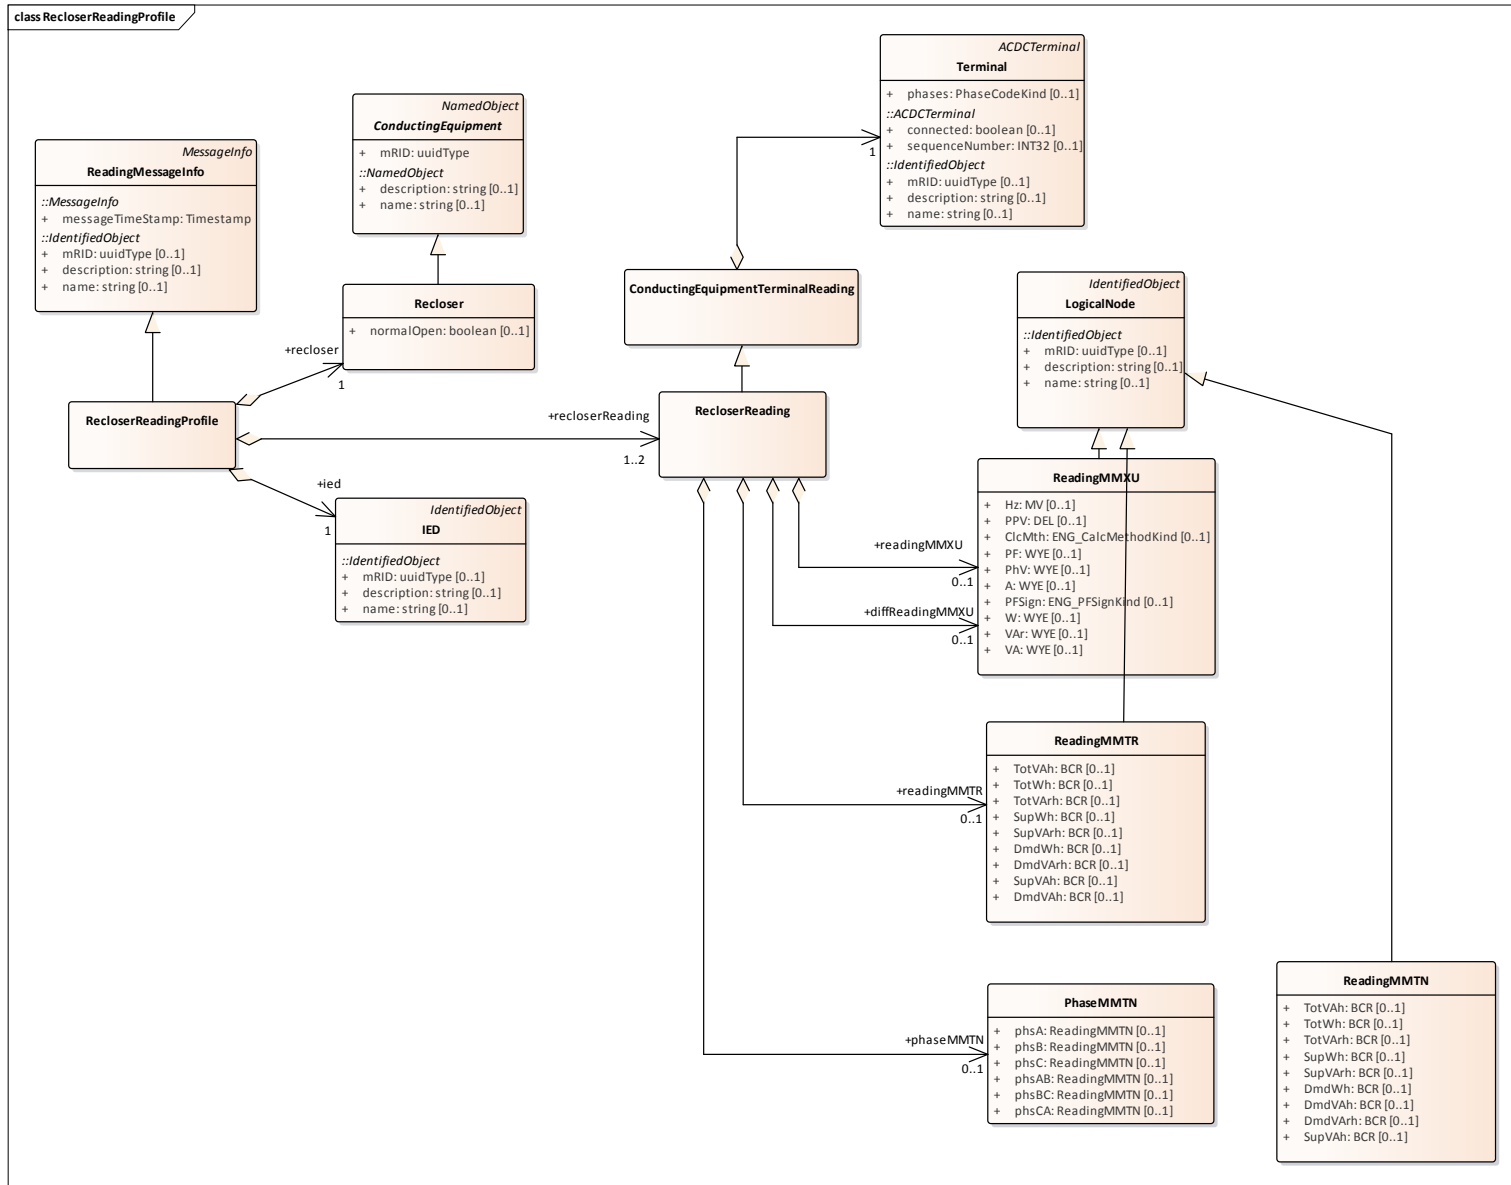 class RecloserReadingProfile
ACDCTerminal
Terminal
+ phases: PhaseCodeKind [0..1]
::ACDCTerminal
+ connected: boolean [0..1]
+ sequenceNumber: INT32 [0..1]
::IdentifiedObject
+ mRID: uuidType [0..1]
+ description: string [0..1]
+ name: string [0..1]
1
NamedObject
ConductingEquipment
+ mRID: uuidType
::NamedObject
+ description: string [0..1]
+ name: string [0..1]
MessageInfo
ReadingMessageInfo
::MessageInfo
+ messageTimeStamp: Timestamp
::IdentifiedObject
+ mRID: uuidType [0..1]
+ description: string [0..1]
+ name: string [0..1]
Recloser
+ normalOpen: boolean [0..1]
+recloser
1
ConductingEquipmentTerminalReading
IdentifiedObject
LogicalNode
::IdentifiedObject
+ mRID: uuidType [0..1]
+ description: string [0..1]
+ name: string [0..1]
RecloserReadingProfile
+recloserReading
1..2
RecloserReading
+ied
1
IdentifiedObject
IED
::IdentifiedObject
+ mRID: uuidType [0..1]
+ description: string [0..1]
+ name: string [0..1]
ReadingMMXU
+ Hz: MV [0..1]
+ PPV: DEL [0..1]
+ ClcMth: ENG_CalcMethodKind [0..1]
+ PF: WYE [0..1]
+ PhV: WYE [0..1]
+ A: WYE [0..1]
+ PFSign: ENG_PFSignKind [0..1]
+ W: WYE [0..1]
+ VAr: WYE [0..1]
+ VA: WYE [0..1]
+readingMMXU
0..1
+diffReadingMMXU
0..1
ReadingMMTR
+ TotVAh: BCR [0..1]
+ TotWh: BCR [0..1]
+ TotVArh: BCR [0..1]
+ SupWh: BCR [0..1]
+ SupVArh: BCR [0..1]
+ DmdWh: BCR [0..1]
+ DmdVArh: BCR [0..1]
+ SupVAh: BCR [0..1]
+ DmdVAh: BCR [0..1]
+readingMMTR
0..1
PhaseMMTN
+ phsA: ReadingMMTN [0..1]
+ phsB: ReadingMMTN [0..1]
+ phsC: ReadingMMTN [0..1]
+ phsAB: ReadingMMTN [0..1]
+ phsBC: ReadingMMTN [0..1]
+ phsCA: ReadingMMTN [0..1]
+phaseMMTN
0..1
ReadingMMTN
+ TotVAh: BCR [0..1]
+ TotWh: BCR [0..1]
+ TotVArh: BCR [0..1]
+ SupWh: BCR [0..1]
+ SupVArh: BCR [0..1]
+ DmdWh: BCR [0..1]
+ DmdVAh: BCR [0..1]
+ DmdVArh: BCR [0..1]
+ SupVAh: BCR [0..1]